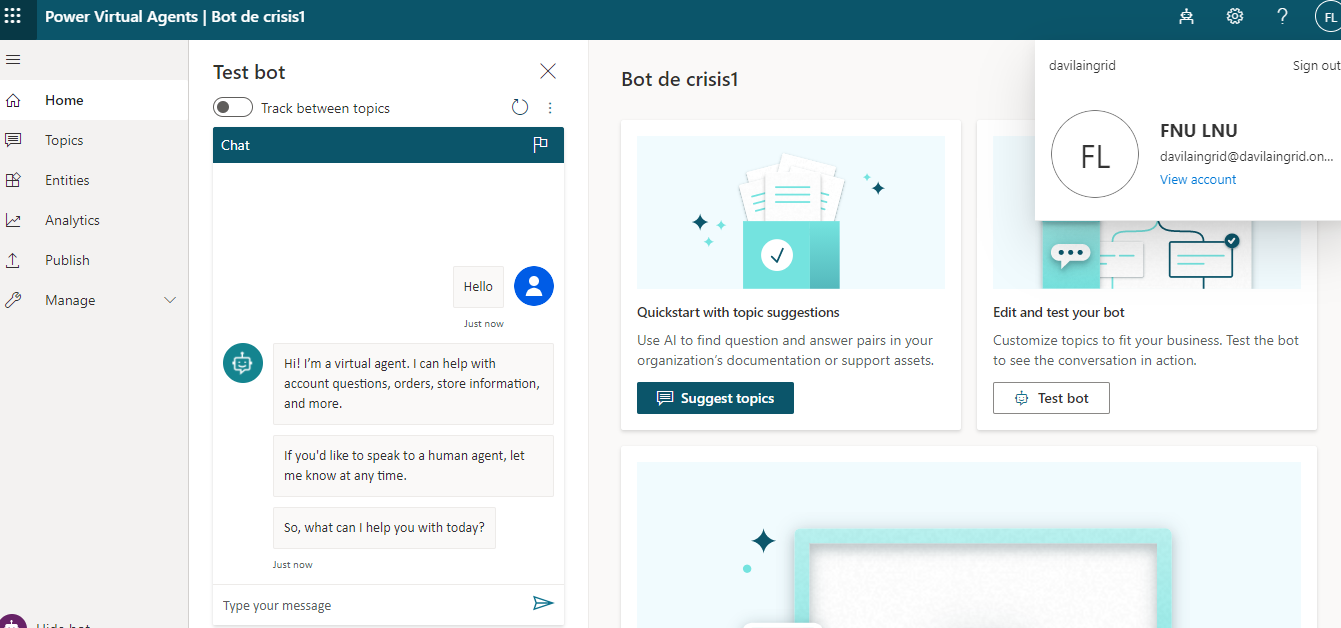 Power Virtual Agents | Bot de crisis1
FL
Home
Topics
Entities
Analytics
Publish
Manage
Test bot
Track between topics
Chat
Hello
Just now
Hi! I'm a virtual agent. I can help with
account questions, orders, store information,
and more.
If you'd like to speak to a human agent, let
me know at any time.
So, what can I help you with today?
Just now
Type your message
Bot de crisis1
Quickstart with topic suggestions
Use AI to find question and answer pairs in your
organization's documentation or support assets.
Suggest topics
Edit and test your bot
Customize topics to fit your business. Test the bot
to see the conversation in action.
Test bot
davilaingrid
Sign out
FL
FNU LNU
davilaingrid@davilaingrid.on...
View account
Hide bot